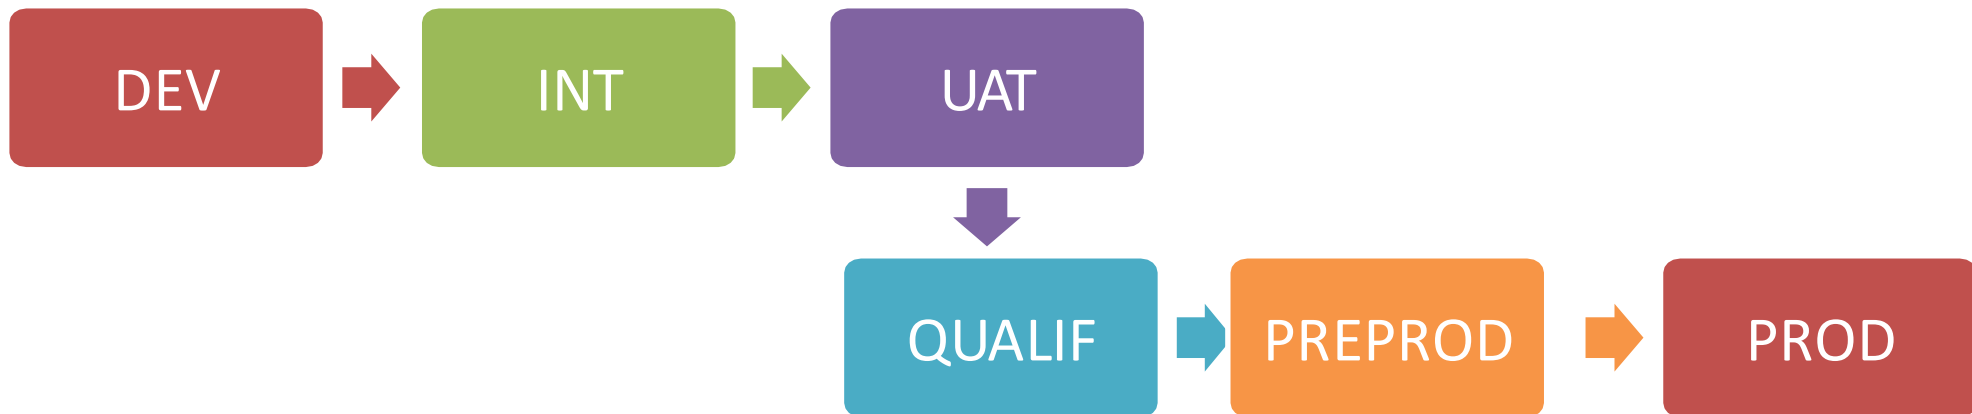 DEV
INT
UAT
QUALIF
PREPROD
PROD